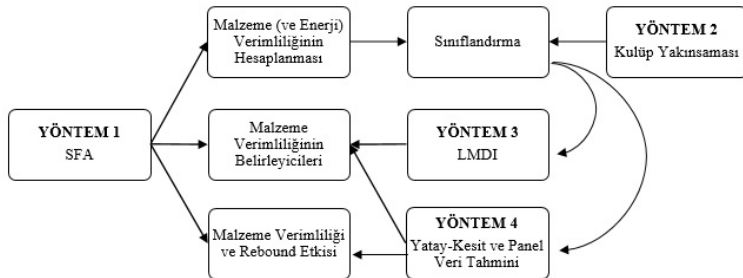 Malzeme (ve Enerji)
Verimliliğinin
Hesaplanması
Sınıflandırma
YÖNTEM 2
Kulüp Yakınsaması
YÖNTEM 1
SFA
Malzeme
Verimliliğinin
Belirleyicileri
YÖNTEM 3
LMDI
Malzeme Verimliliği
ve Rebound Etkisi
YÖNTEM 4
Yatay-Kesit ve Panel
Veri Tahmini